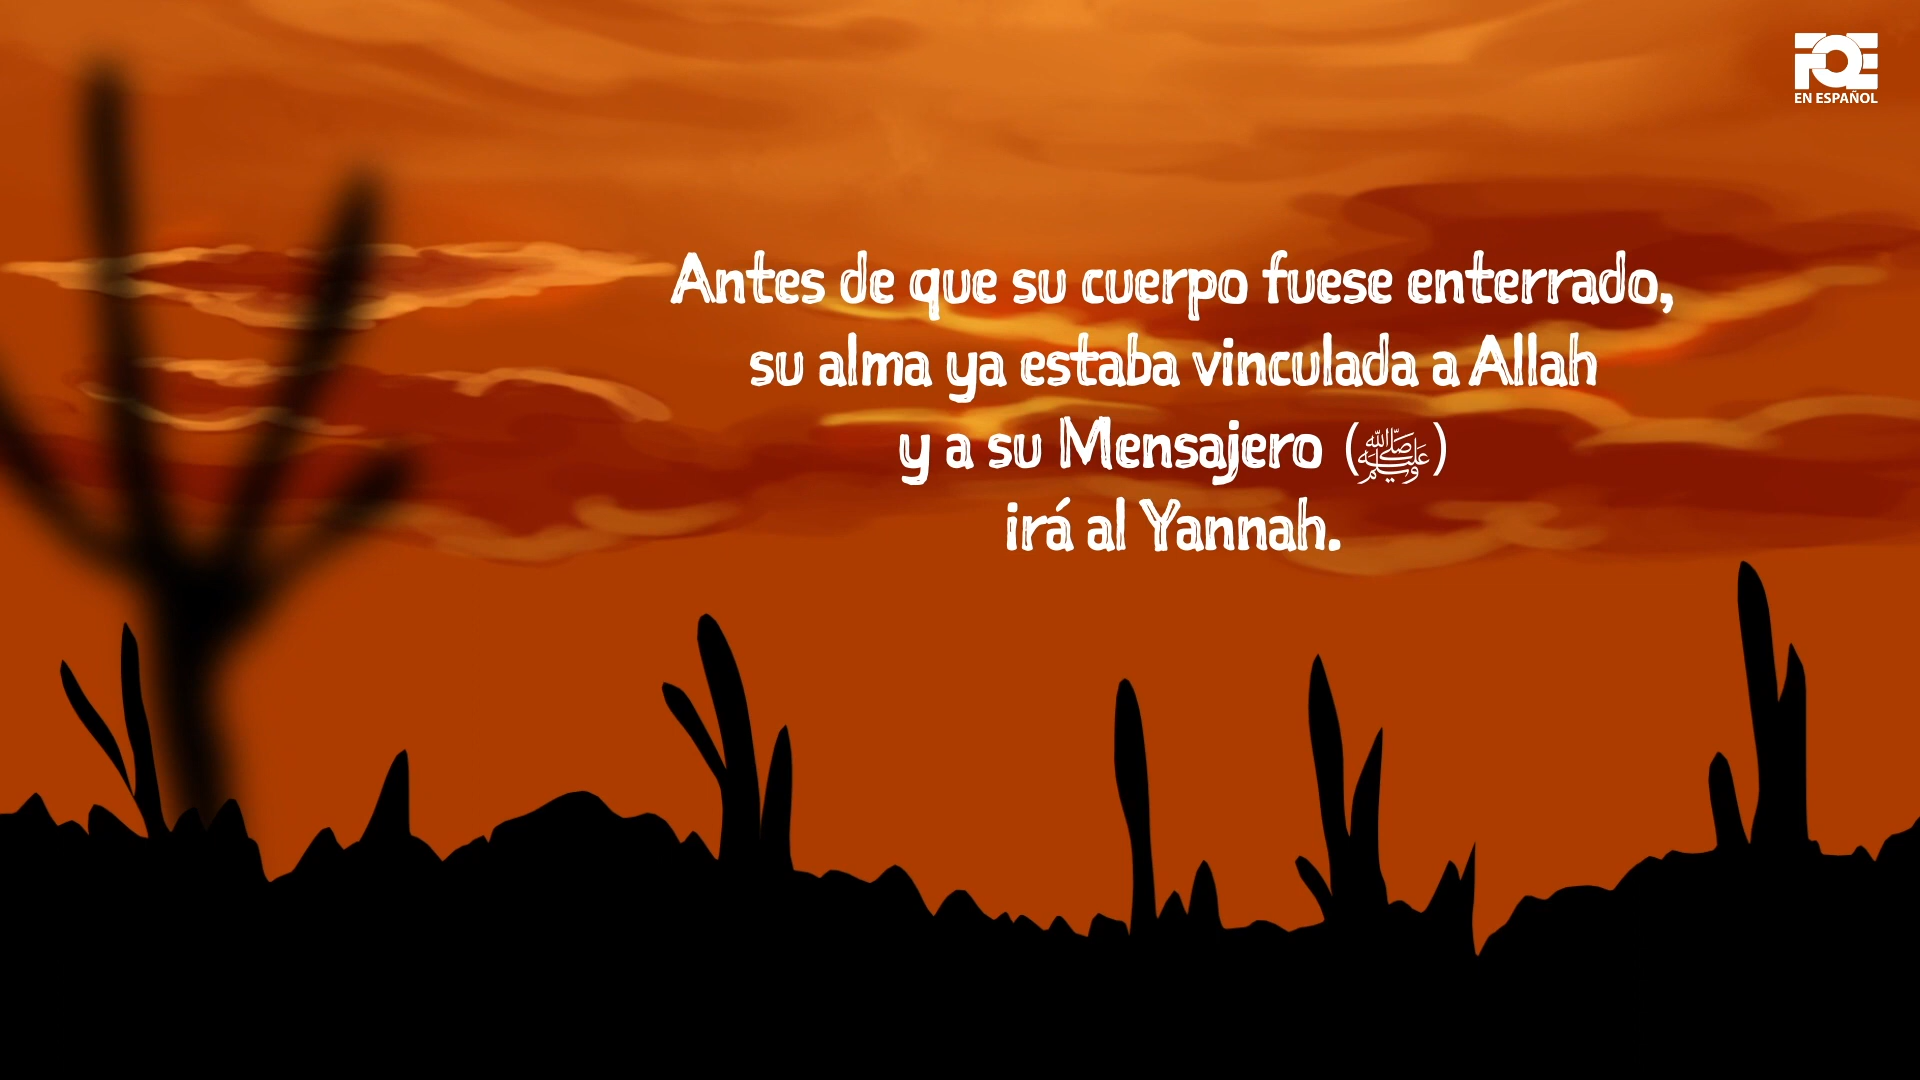 FQE
EN ESPAÑOL
Antes de que su cuerpo fuese enterrado,
su alma ya estaba vinculada a Allah
y a su Mensajero (ﷺ)
irá al Yannah.